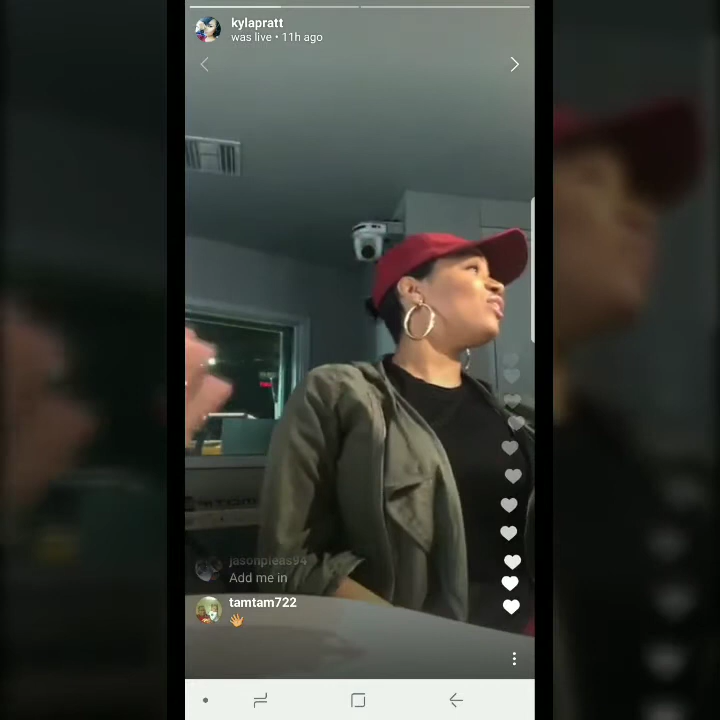 kylapratt
was live • 11h ago
jasonpleas94
Add me in
tamtam722
👋